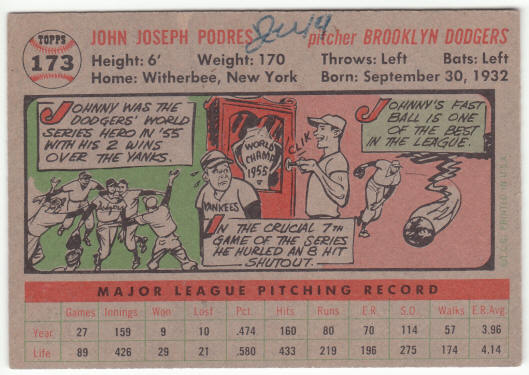 TOPPS
173
JOHN JOSEPH PODRES pitcher BROOKLYN DODGERS
Height: 6' Weight: 170 Throws: Left Bats: Left
Home: Witherbee, New York Born: September 30, 1932
JOHNNY WAS THE
DODGERS' WORLD
SERIES HERO IN '55
WITH HIS 2 WINS
OVER THE YANKS.
WORLD
CHAMPS
1955
CLIK
YANKEES
IN THE CRUCIAL 7TH
GAME OF THE SERIES
HE HURLED AN 8 HIT
SHUTOUT.
JOHNNY'S FAST
BALL IS ONE
OF THE BEST
IN THE LEAGUE.
PRINTED IN U.S.A.
MAJOR LEAGUE PITCHING RECORD
Games Innings Won Lost Pct. Hits Runs E.R. S.O. Walks E.R.Avg.
Year 27 159 9 10 .474 160 80 70 114 57 3.96
Life 89 426 29 21 .580 433 219 196 275 174 4.14